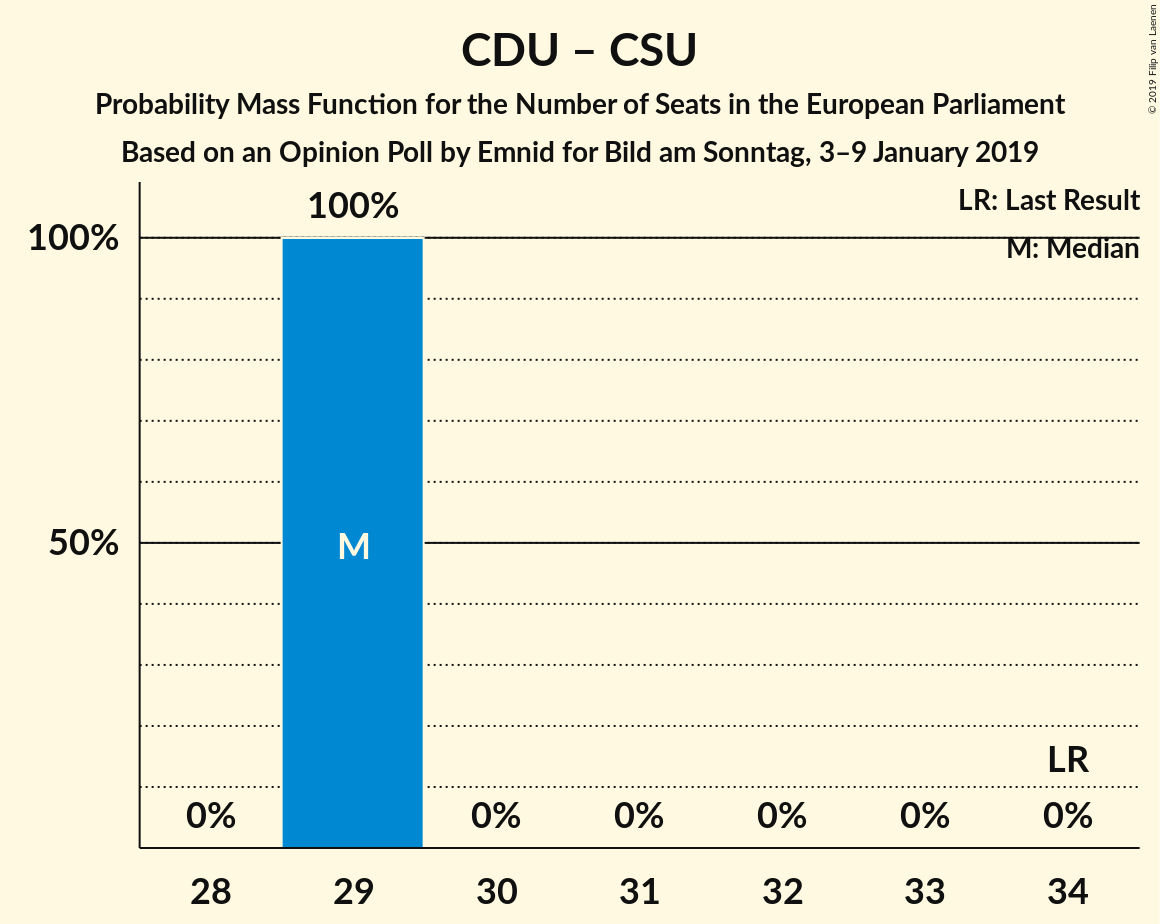 CDU – CSU
Probability Mass Function for the Number of Seats in the European Parliament
Based on an Opinion Poll by Emnid for Bild am Sonntag, 3–9 January 2019
© 2019 Filip van Laenen
LR: Last Result
M: Median
100%
100%
50%
M
LR
0%
0%
0%
0%
0%
0%
28
29
30
31
32
33
34